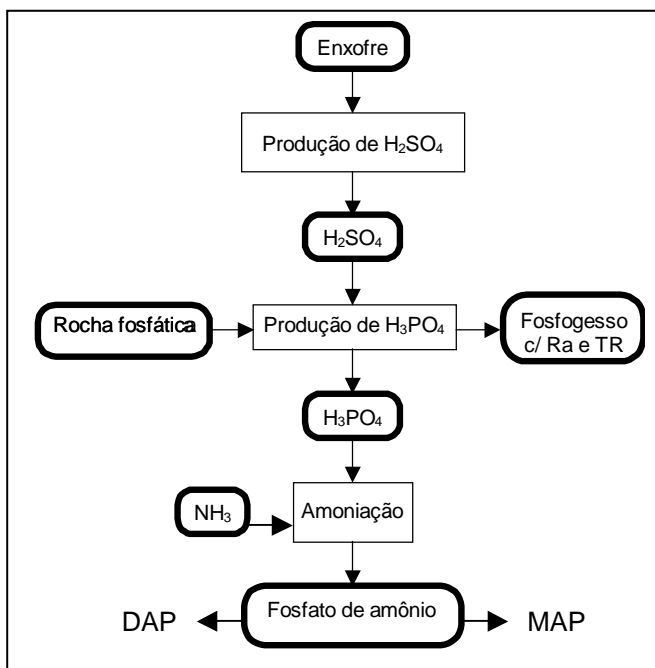 Enxofre
Produção de H₂SO₄
H₂SO₄
Rocha fosfática
Produção de H₃PO₄
Fosfogesso
c/ Ra e TR
H₃PO₄
NH₃
Amoniação
Fosfato de amônio
DAP
MAP